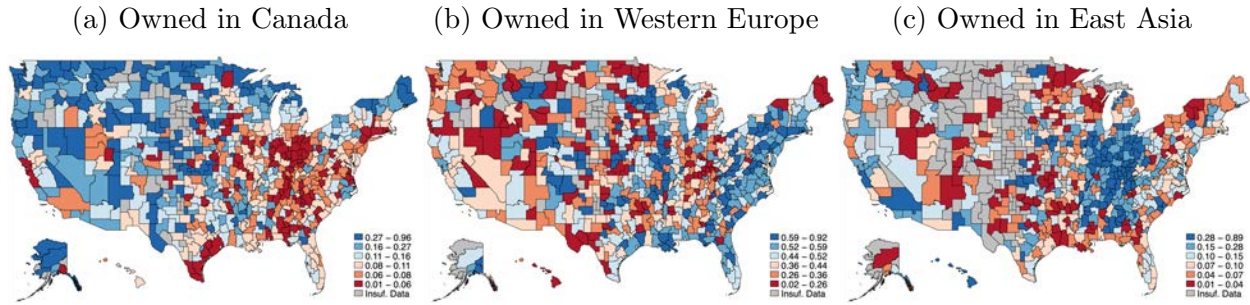 (a) Owned in Canada
(b) Owned in Western Europe
(c) Owned in East Asia
0.27 − 0.96
0.16 − 0.27
0.11 − 0.16
0.08 − 0.11
0.06 − 0.08
0.01 − 0.06
Insuf. Data
0.59 − 0.92
0.52 − 0.59
0.44 − 0.52
0.36 − 0.44
0.26 − 0.36
0.02 − 0.26
Insuf. Data
0.28 − 0.89
0.15 − 0.28
0.10 − 0.15
0.07 − 0.10
0.04 − 0.07
0.01 − 0.04
Insuf. Data